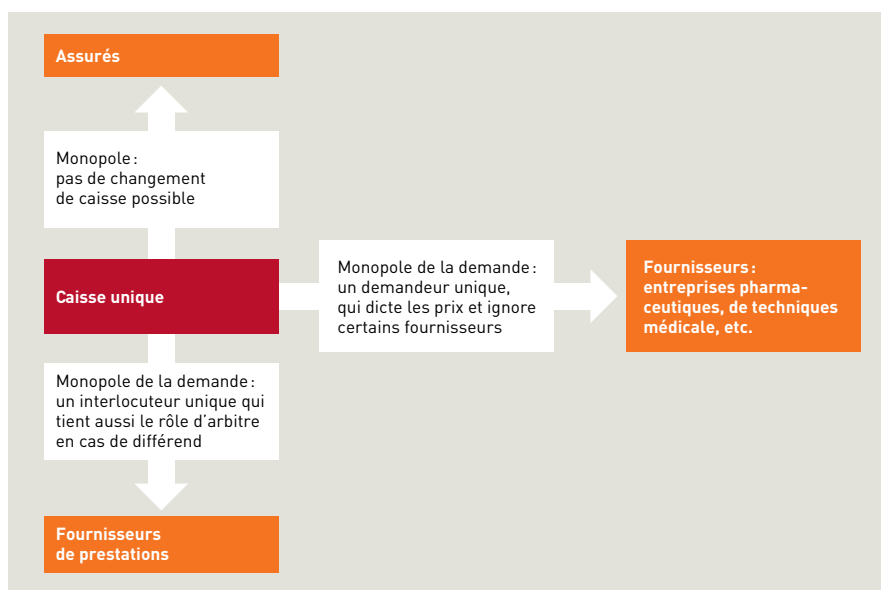 Assurés
Monopole :
pas de changement
de caisse possible
Caisse unique
Monopole de la demande :
un demandeur unique,
qui dicte les prix et ignore
certains fournisseurs
Fournisseurs :
entreprises pharma-
ceutiques, de techniques
médicale, etc.
Monopole de la demande :
un interlocuteur unique qui
tient aussi le rôle d’arbitre
en cas de différend
Fournisseurs
de prestations